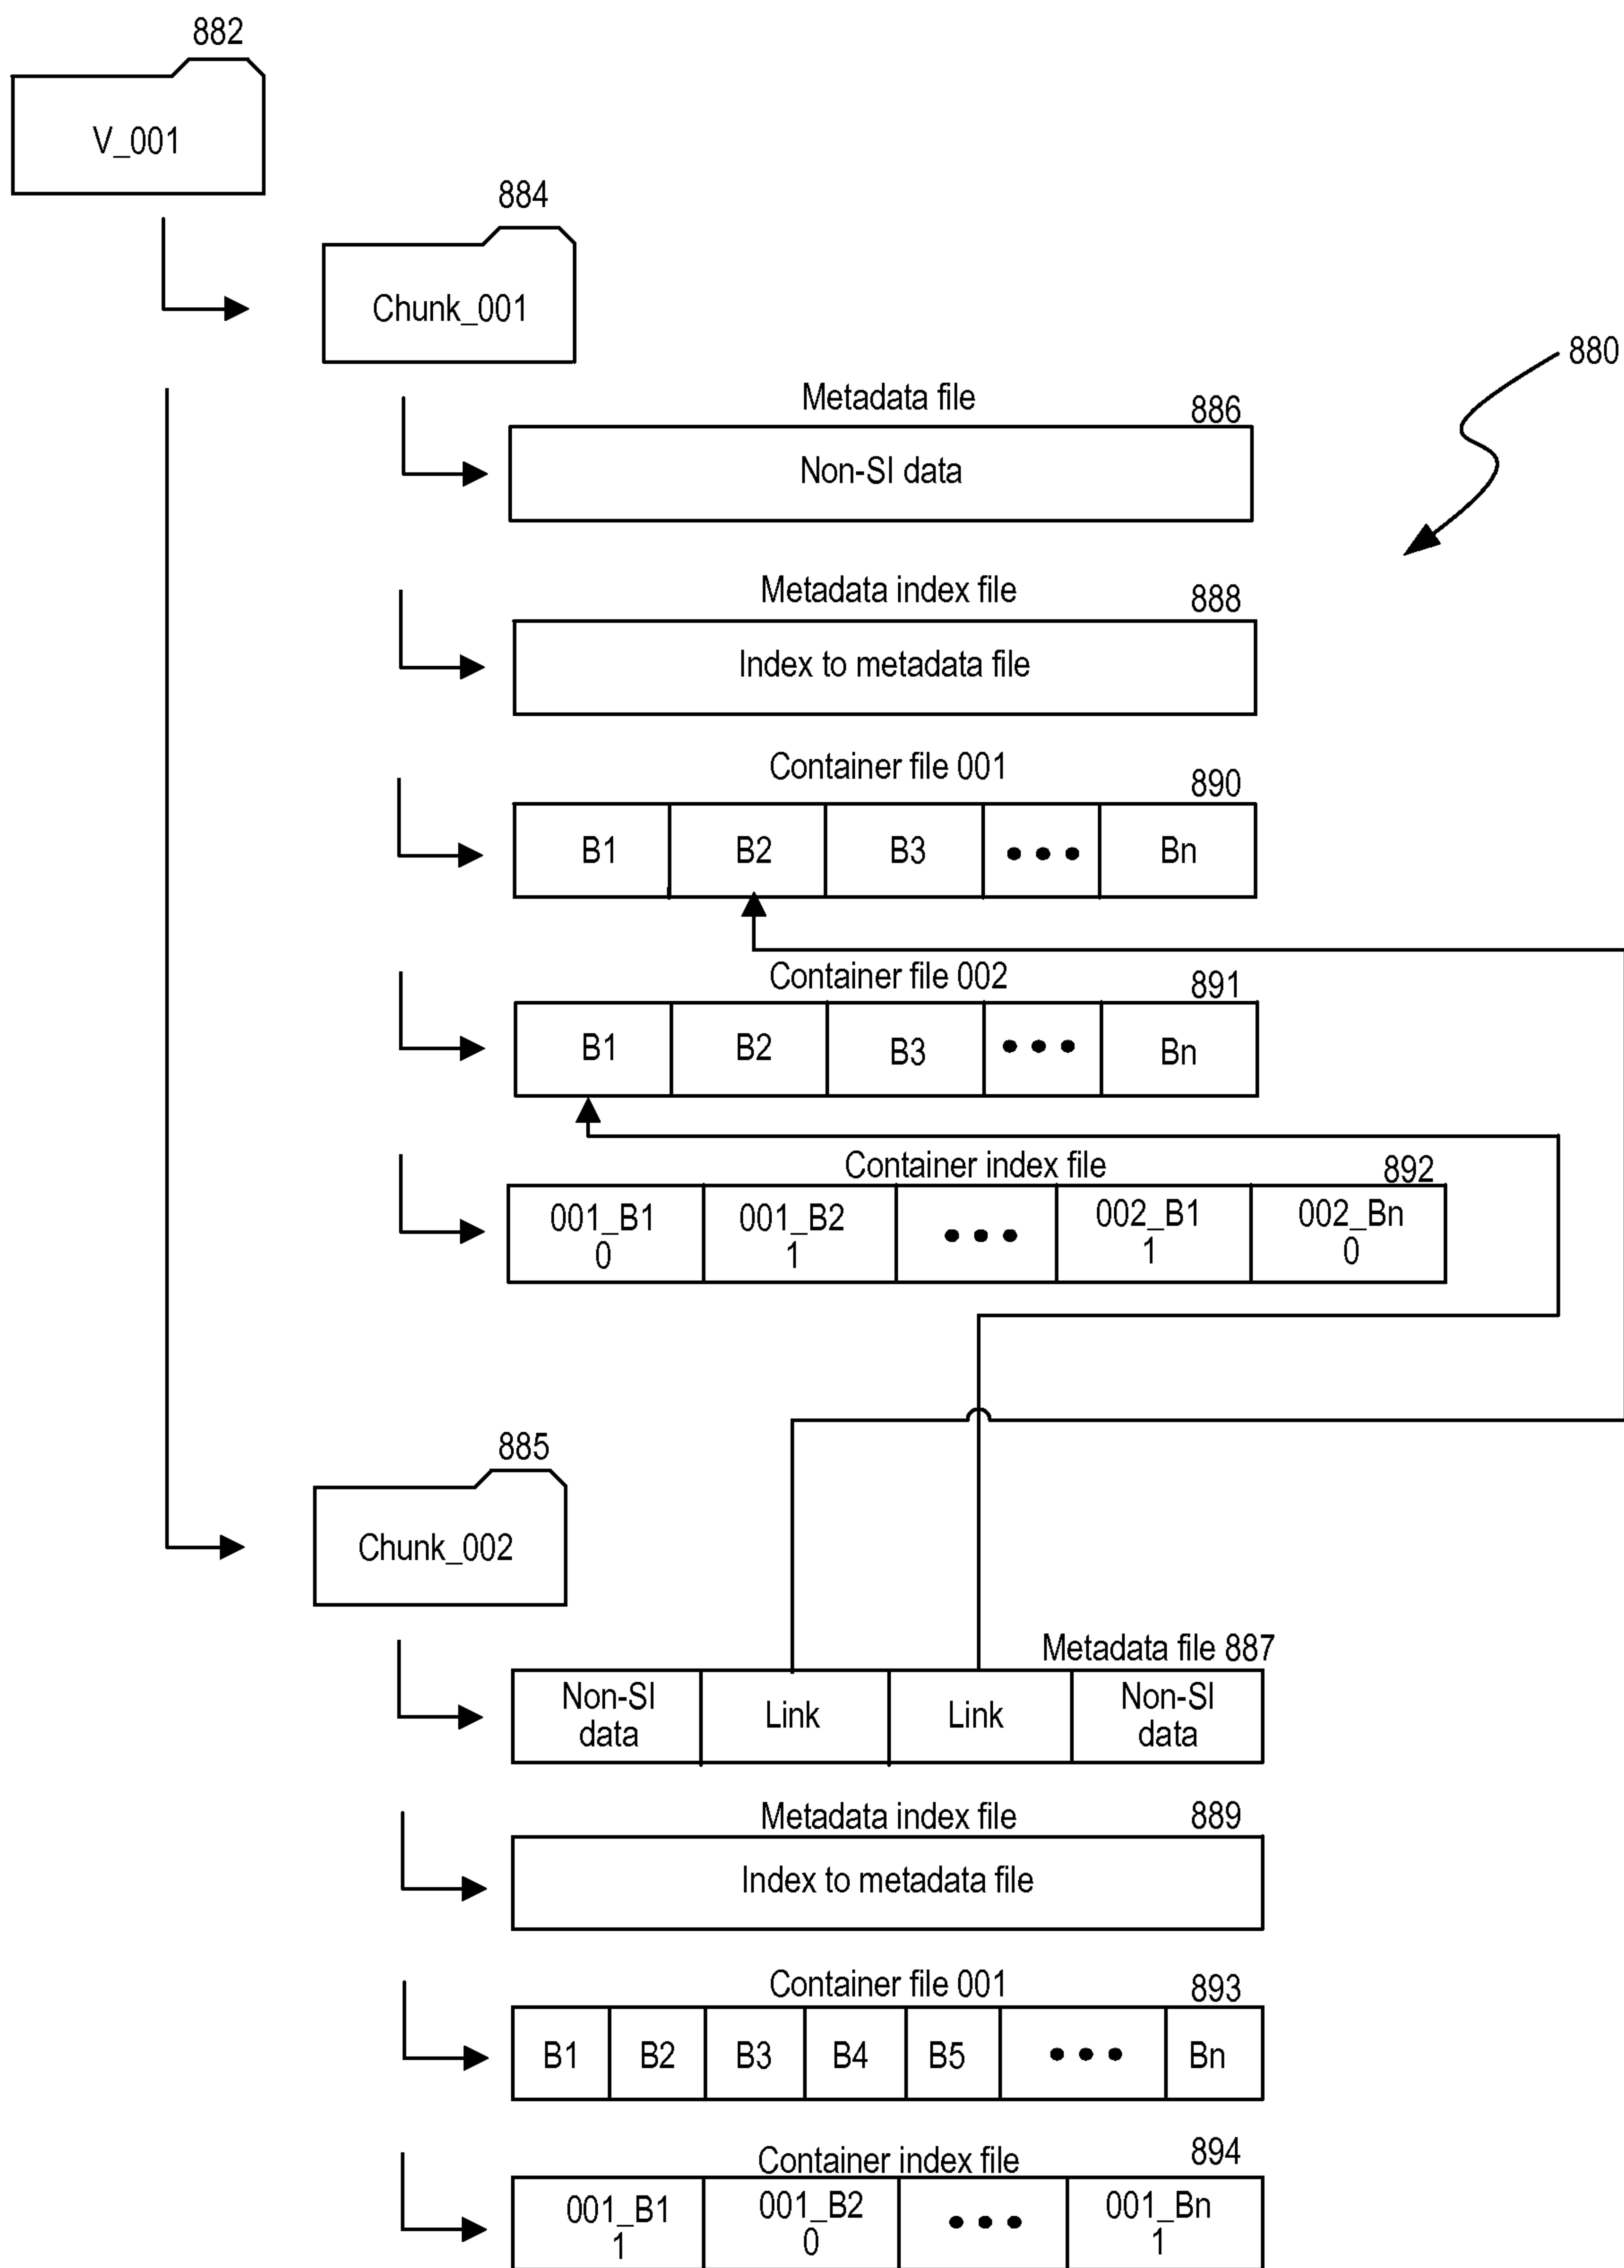 882
V_001
884
Chunk_001
880
Metadata file
886
Non-SI data
Metadata index file
888
Index to metadata file
Container file 001
890
B1 B2 B3 ••• Bn
Container file 002
891
B1 B2 B3 ••• Bn
Container index file
892
001_B1 001_B2 ••• 002_B1 002_Bn
0 1 1 0
885
Chunk_002
Metadata file 887
Non-SI Link Link Non-SI
data data
Metadata index file
889
Index to metadata file
Container file 001
893
B1 B2 B3 B4 B5 ••• Bn
Container index file
894
001_B1 001_B2 ••• 001_Bn
1 0 1